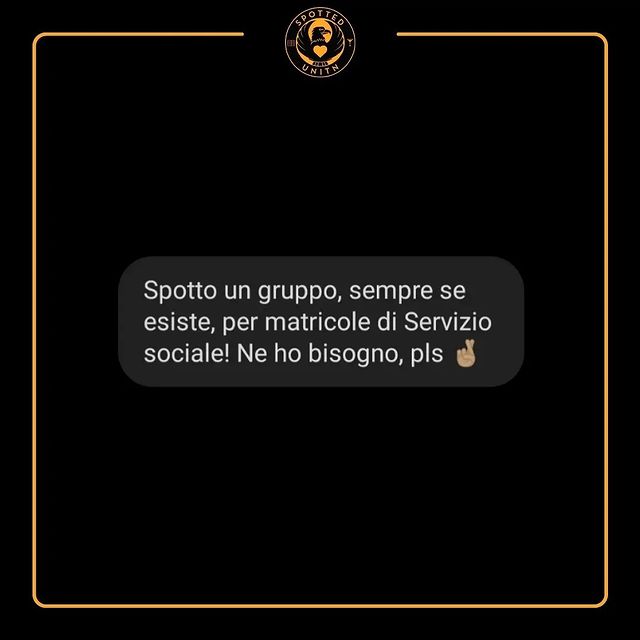 SPOTTED
UNITN
Spotto un gruppo, sempre se
esiste, per matricole di Servizio
sociale! Ne ho bisogno, pls 🤞🏼